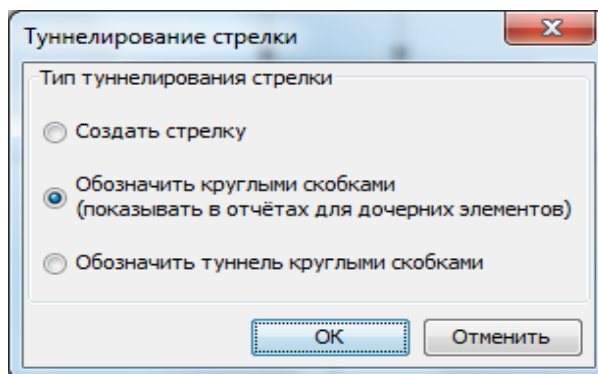 Туннелирование стрелки
Тип туннелирования стрелки
Создать стрелку
Обозначить круглыми скобками
(показывать в отчётах для дочерних элементов)
Обозначить туннель круглыми скобками
OK
Отменить